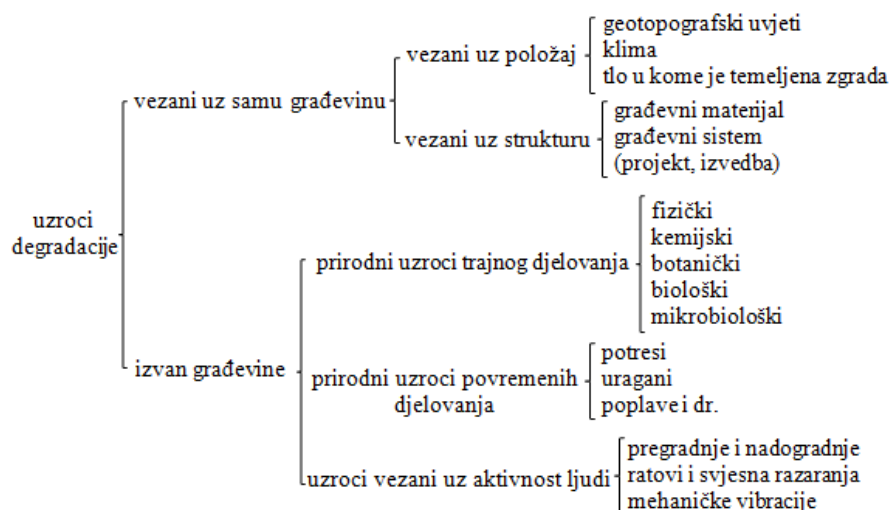 uzroci
degradacije
vezani uz samu građevinu
vezani uz položaj
geotopografski uvjeti
klima
tlo u kome je temeljena zgrada
vezani uz strukturu
građevni materijal
građevni sistem
(projekt, izvedba)
izvan građevine
prirodni uzroci trajnog djelovanja
fizički
kemijski
botanički
biološki
mikrobiološki
prirodni uzroci povremenih
djelovanja
potresi
uragani
poplave i dr.
uzroci vezani uz aktivnost ljudi
pregradnje i nadogradnje
ratovi i svjesna razaranja
mehaničke vibracije